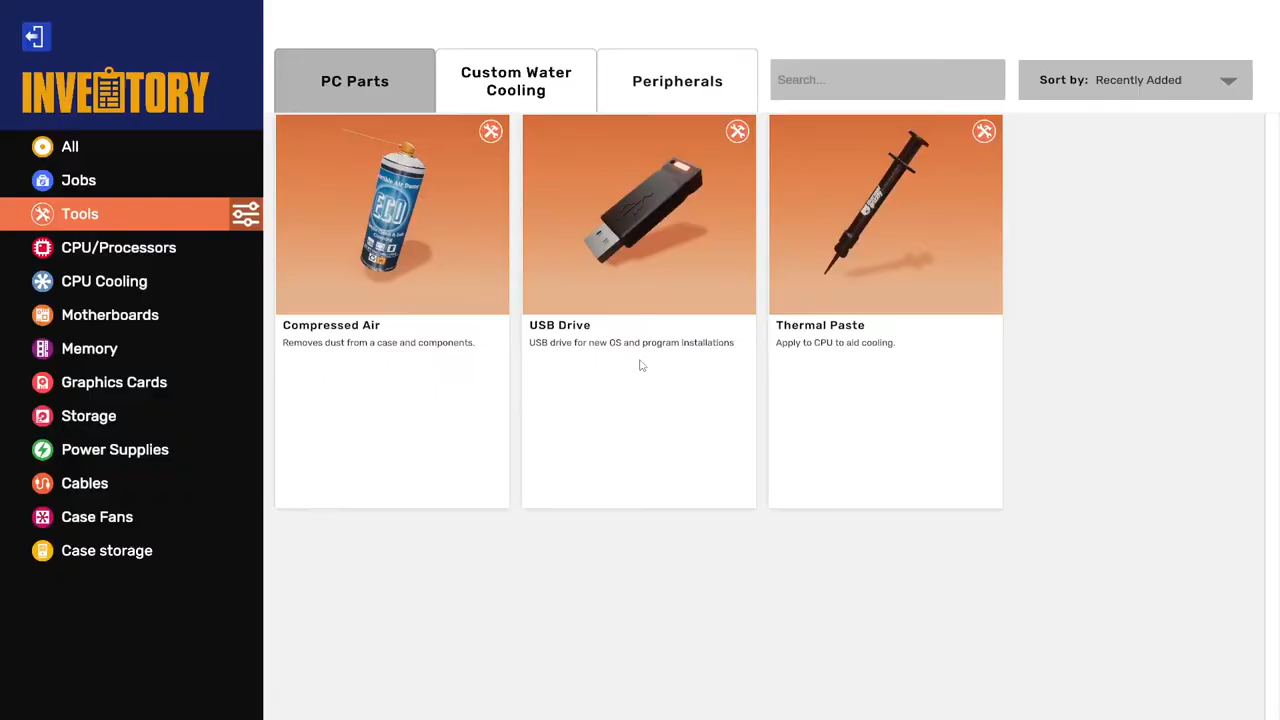 INVENTORY
All
Jobs
Tools
CPU/Processors
CPU Cooling
Motherboards
Memory
Graphics Cards
Storage
Power Supplies
Cables
Case Fans
Case storage
PC Parts
Custom Water
Cooling
Peripherals
Search...
Sort by: Recently Added
ECO
Compressed Air
Removes dust from a case and components.
USB Drive
USB drive for new OS and program installations
Thermal Paste
Apply to CPU to aid cooling.